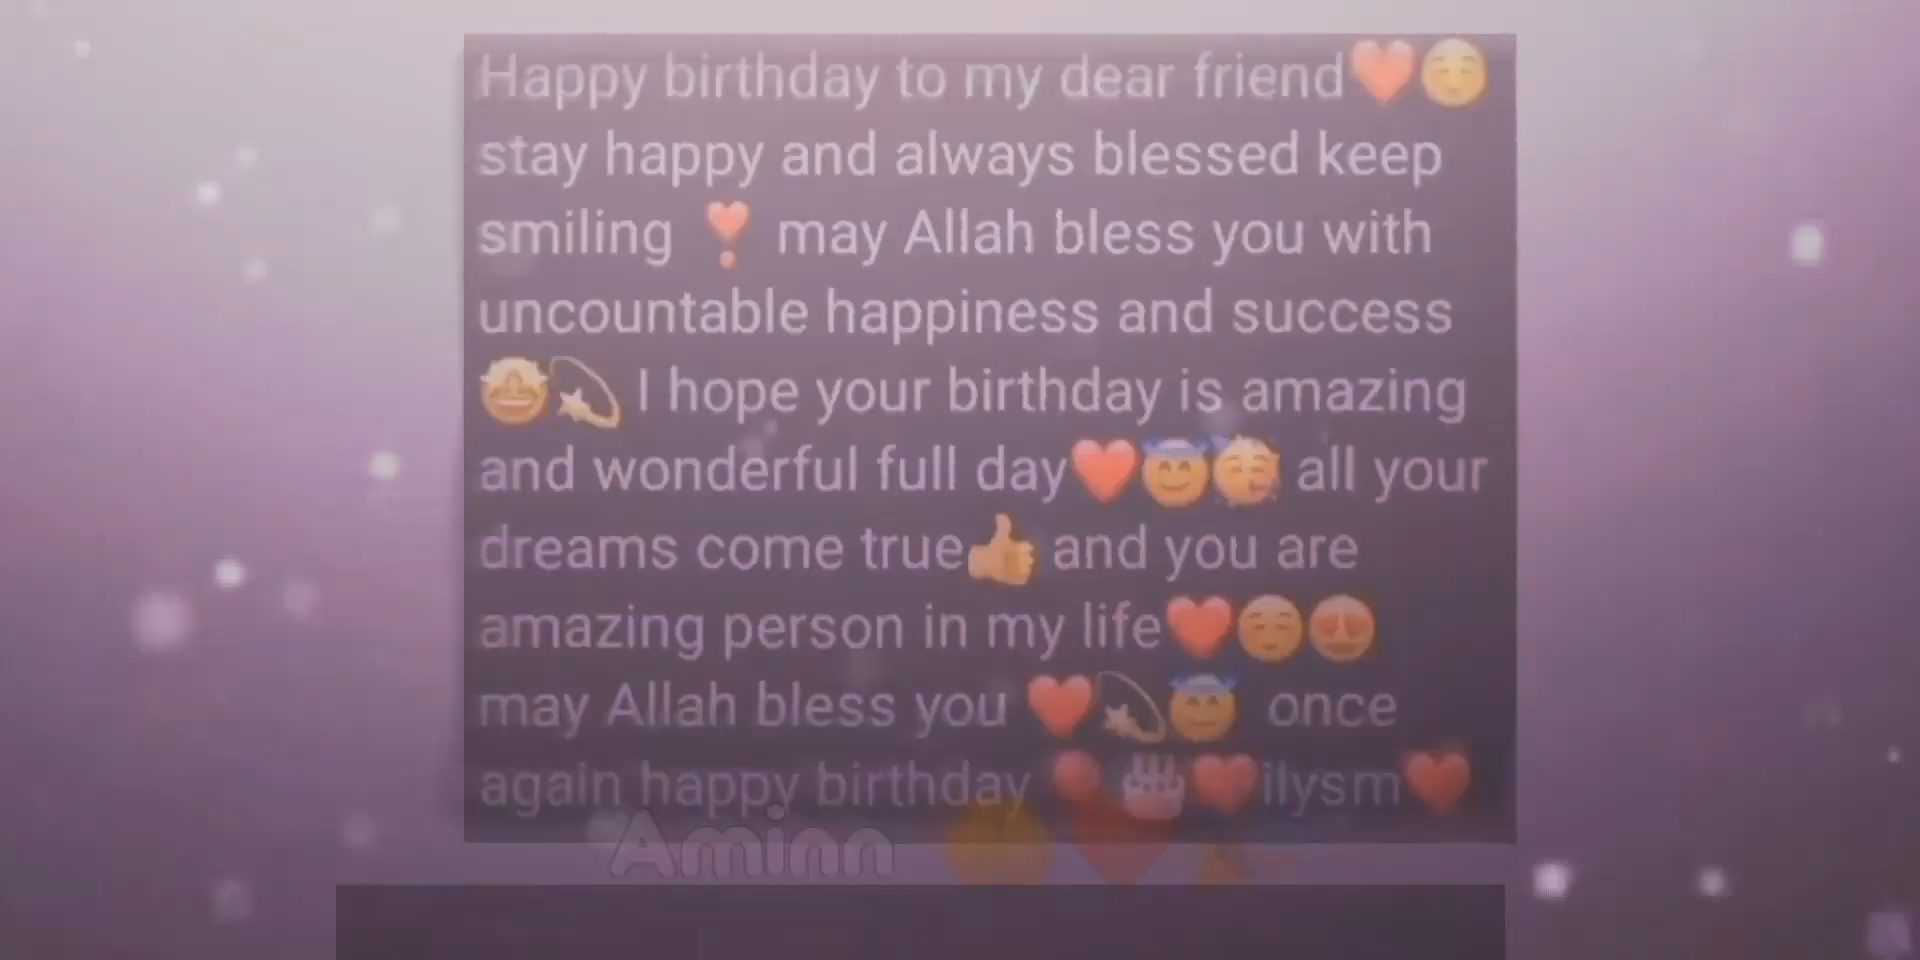 Happy birthday to my dear friend❤️😊
stay happy and always blessed keep
smiling ❣️ may Allah bless you with
uncountable happiness and success
🤩💫 I hope your birthday is amazing
and wonderful full day❤️😇🥳 all your
dreams come true👍 and you are
amazing person in my life❤️😊😍
may Allah bless you ❤️💫😇 once
again happy birthday 🎈🎂❤️ilysm❤️
Aminn